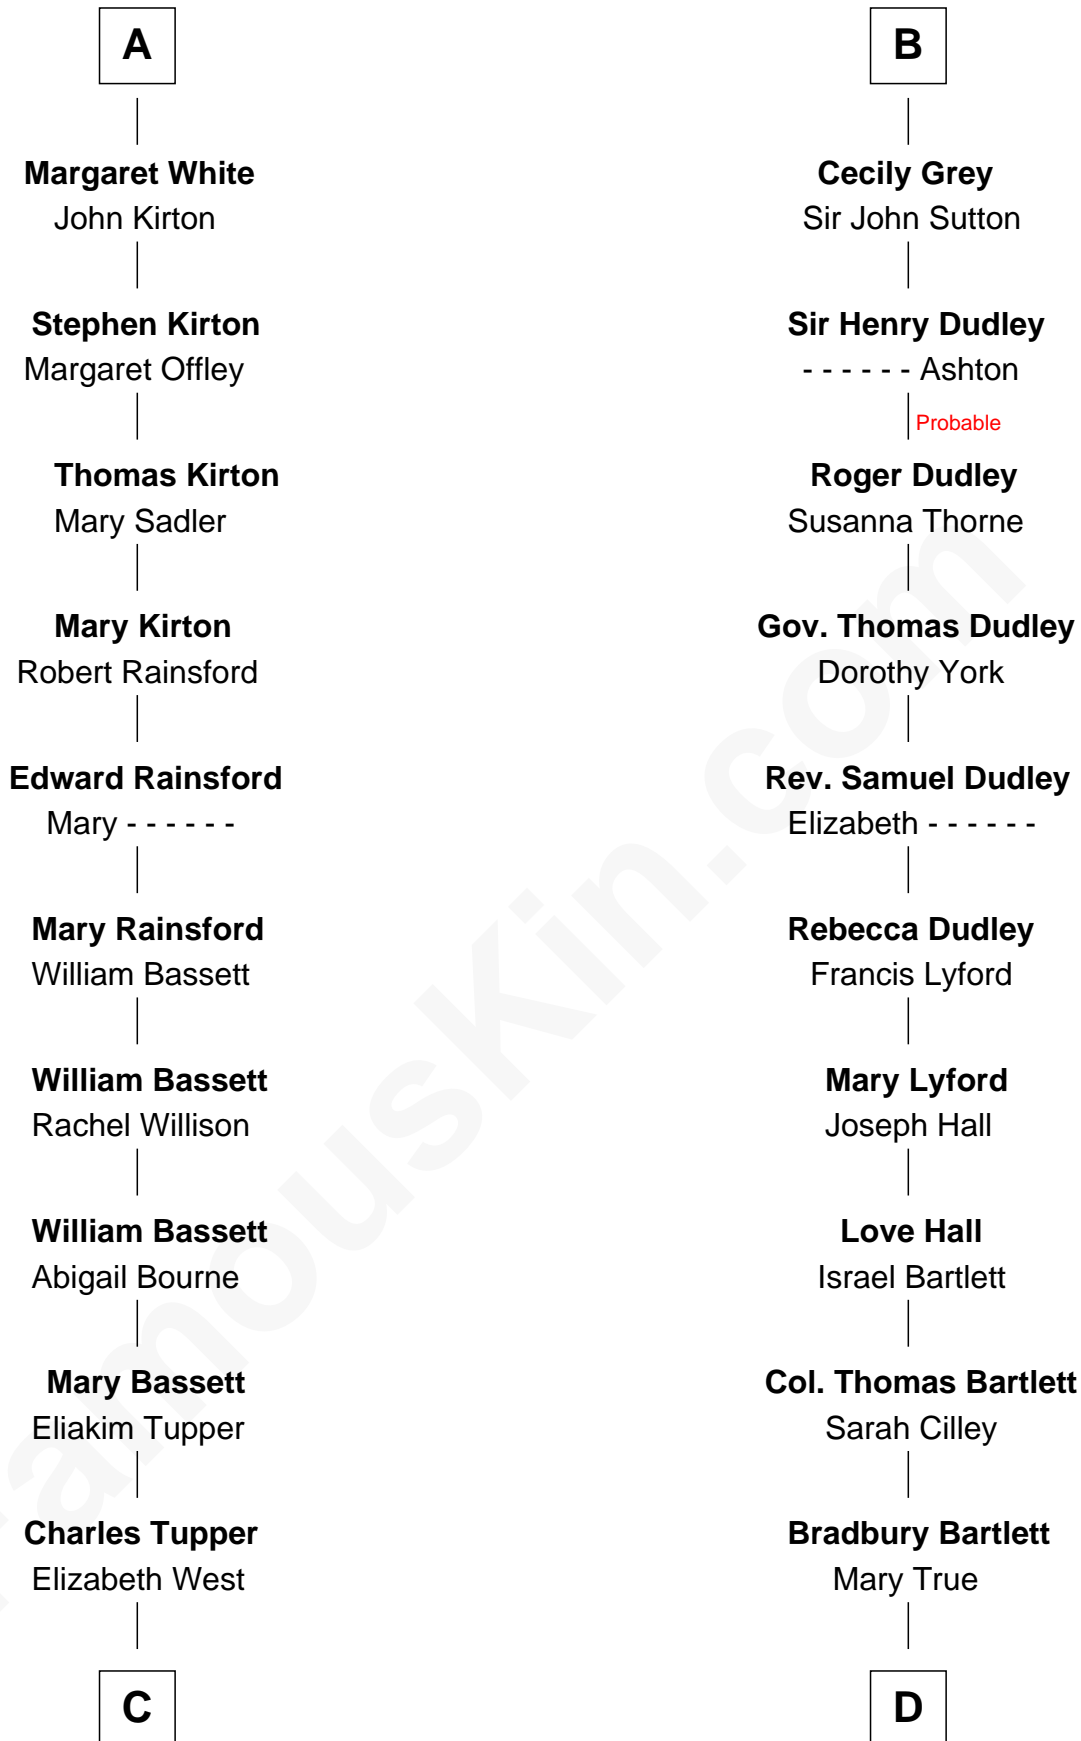 A
Margaret White
John Kirton
Stephen Kirton
Margaret Offley
Thomas Kirton
Mary Sadler
Mary Kirton
Robert Rainsford
Edward Rainsford
Mary - - - - - -
Mary Rainsford
William Bassett
William Bassett
Rachel Willison
William Bassett
Abigail Bourne
Mary Bassett
Eliakim Tupper
Charles Tupper
Elizabeth West
C
B
Cecily Grey
Sir John Sutton
Sir Henry Dudley
- - - - - - Ashton
Probable
Roger Dudley
Susanna Thorne
Gov. Thomas Dudley
Dorothy York
Rev. Samuel Dudley
Elizabeth - - - - - -
Rebecca Dudley
Francis Lyford
Mary Lyford
Joseph Hall
Love Hall
Israel Bartlett
Col. Thomas Bartlett
Sarah Cilley
Bradbury Bartlett
Mary True
D
FamousKin.com